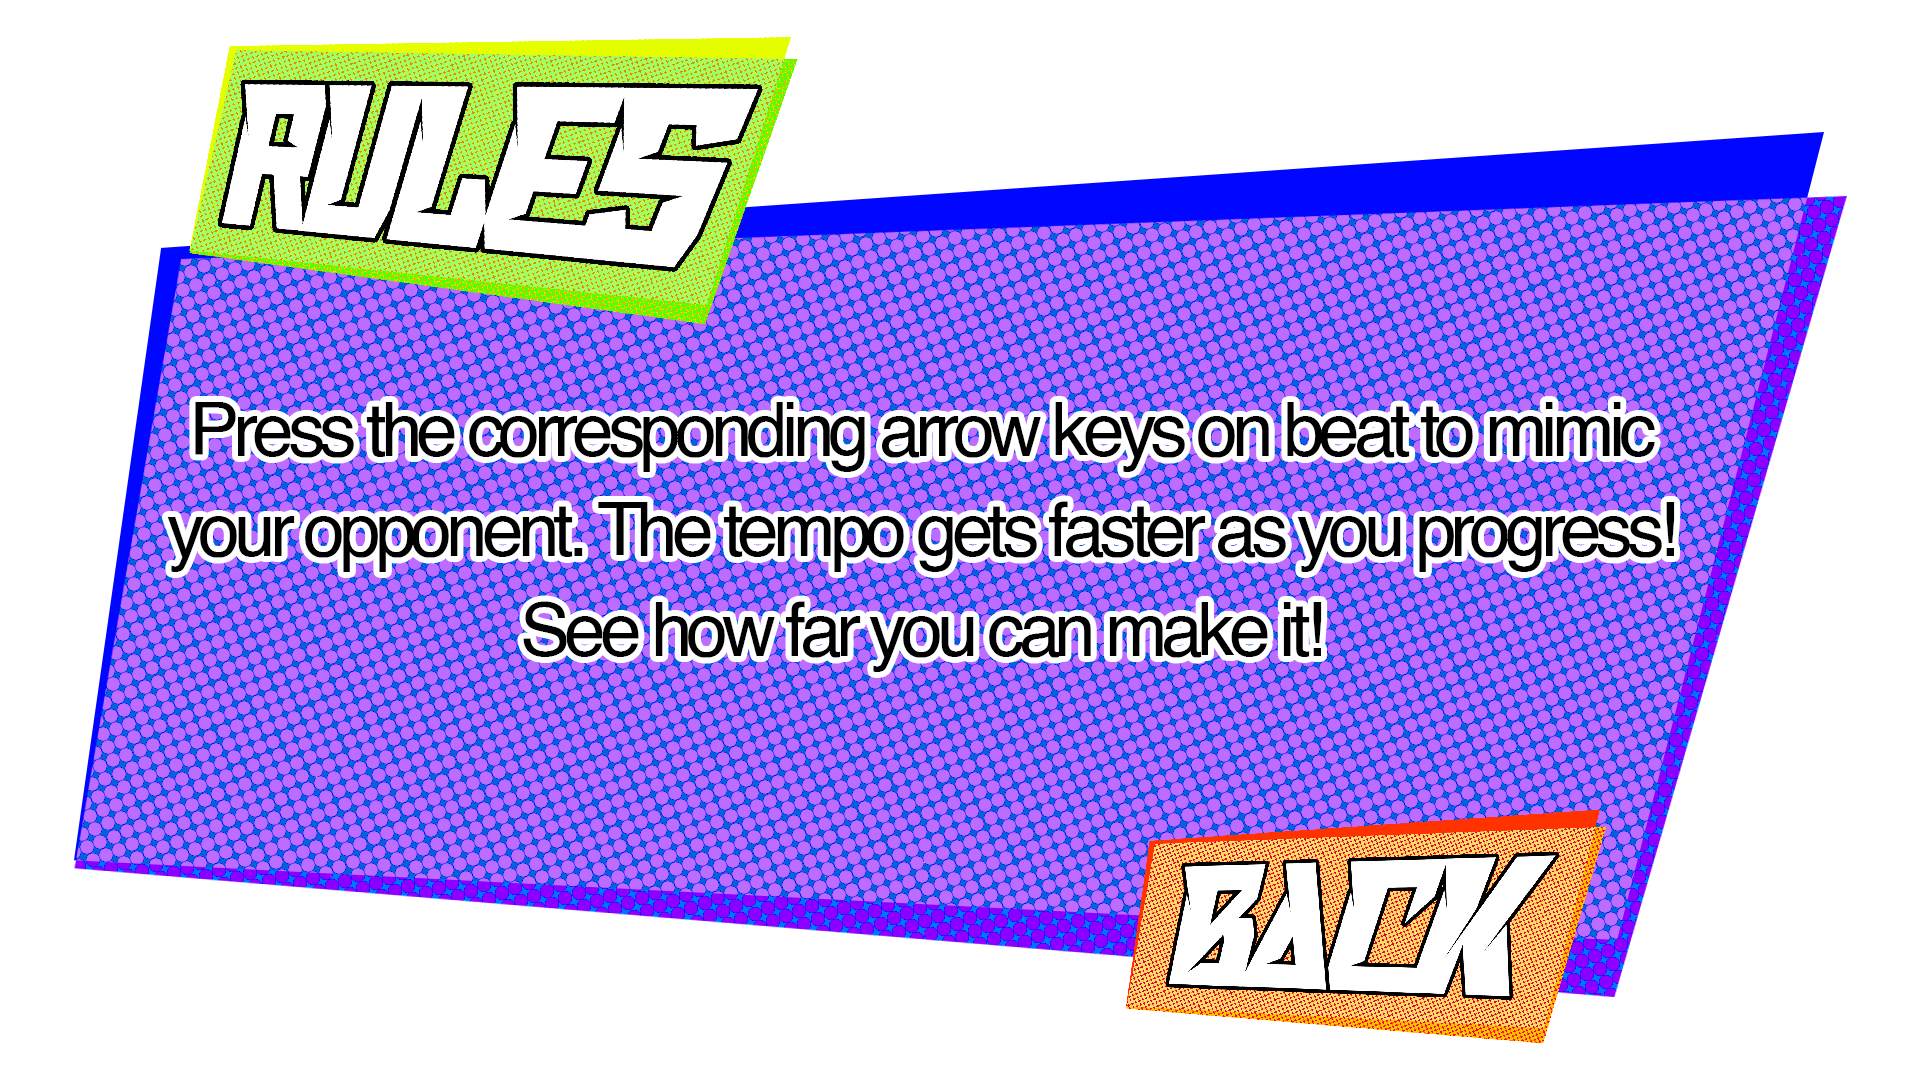 RULES
Press the corresponding arrow keys on beat to mimic
your opponent. The tempo gets faster as you progress!
See how far you can make it!
BACK